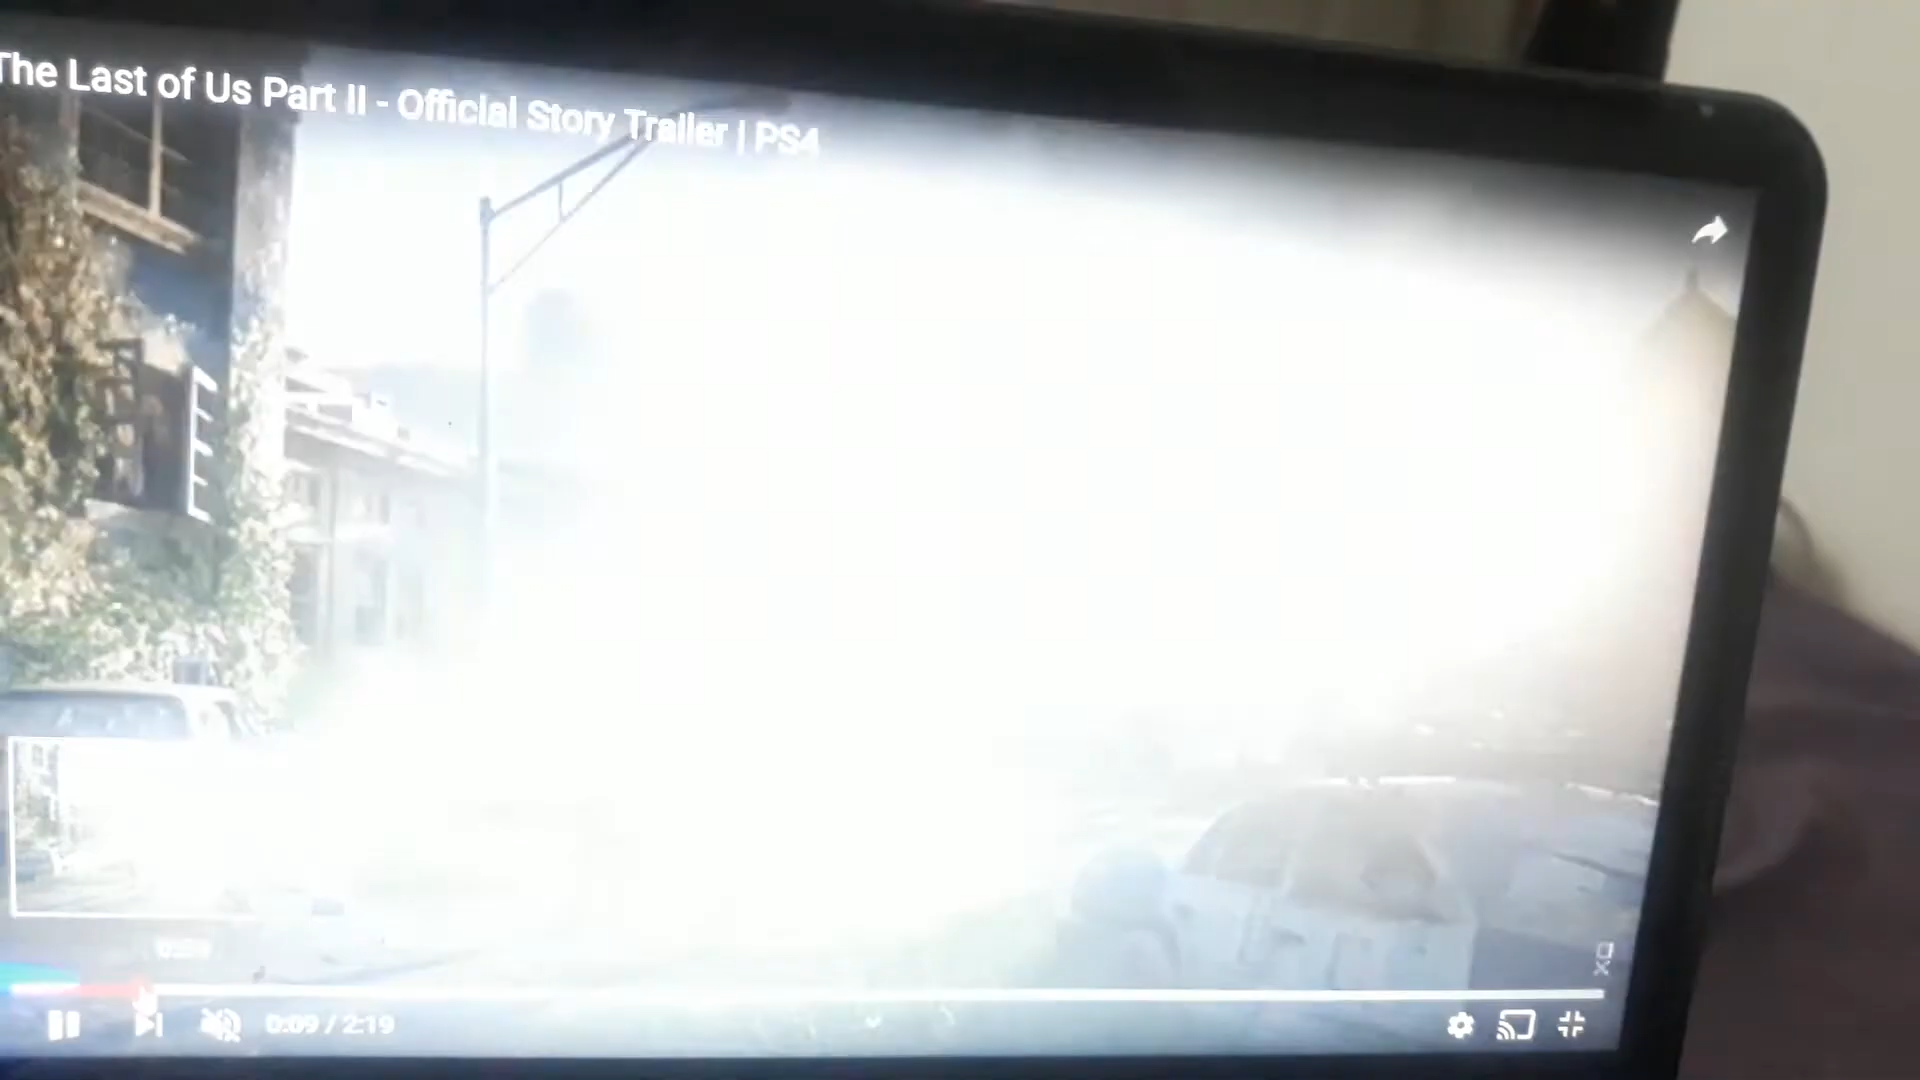 The Last of Us Part II - Official Story Trailer | PS4
0:09 / 2:19